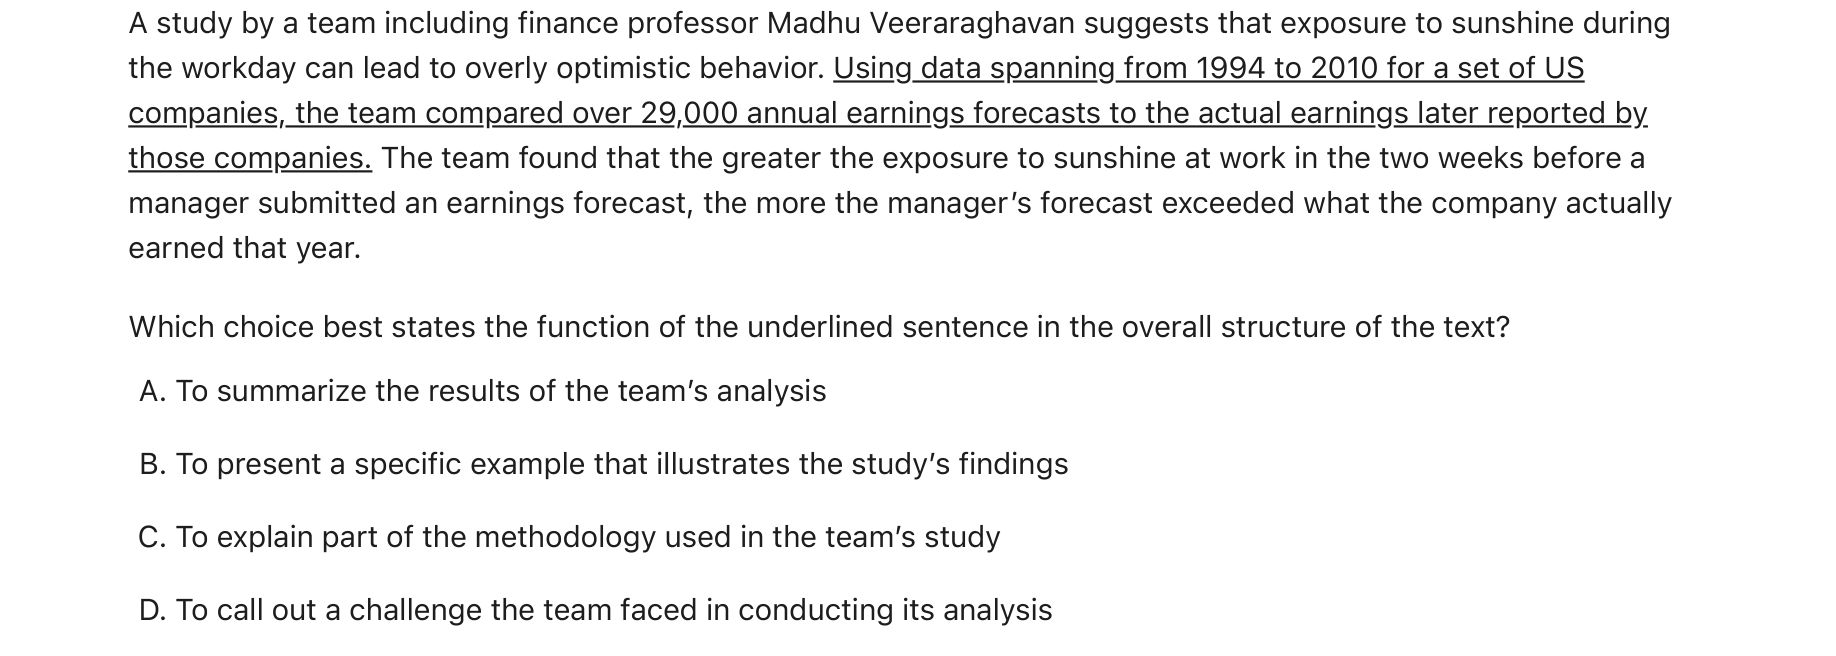 A study by a team including finance professor Madhu Veeraraghavan suggests that exposure to sunshine during
the workday can lead to overly optimistic behavior. Using data spanning from 1994 to 2010 for a set of US
companies, the team compared over 29,000 annual earnings forecasts to the actual earnings later reported by
those companies. The team found that the greater the exposure to sunshine at work in the two weeks before a
manager submitted an earnings forecast, the more the manager’s forecast exceeded what the company actually
earned that year.
Which choice best states the function of the underlined sentence in the overall structure of the text?
A. To summarize the results of the team’s analysis
B. To present a specific example that illustrates the study’s findings
C. To explain part of the methodology used in the team’s study
D. To call out a challenge the team faced in conducting its analysis